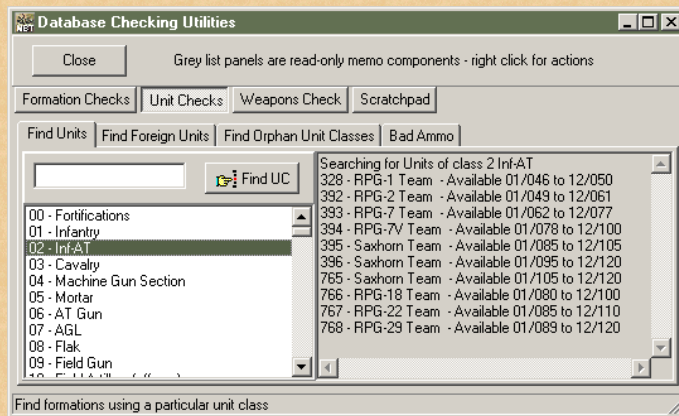 Database Checking Utilities
Close
Grey list panels are read-only memo components - right click for actions
Formation Checks
Unit Checks
Weapons Check
Scratchpad
Find Units
Find Foreign Units
Find Orphan Unit Classes
Bad Ammo
Find UC
00 - Fortifications
01 - Infantry
02 - Inf-AT
03 - Cavalry
04 - Machine Gun Section
05 - Mortar
06 - AT Gun
07 - AGL
08 - Flak
09 - Field Gun
Searching for Units of class 2 Inf-AT
328 - RPG-1 Team - Available 01/046 to 12/050
392 - RPG-2 Team - Available 01/049 to 12/061
393 - RPG-7 Team - Available 01/062 to 12/077
394 - RPG-7V Team - Available 01/078 to 12/100
395 - Saxhorn Team - Available 01/085 to 12/105
396 - Saxhorn Team - Available 01/095 to 12/120
765 - Saxhorn Team - Available 01/105 to 12/120
766 - RPG-18 Team - Available 01/080 to 12/100
767 - RPG-22 Team - Available 01/085 to 12/110
768 - RPG-29 Team - Available 01/089 to 12/120
Find formations using a particular unit class